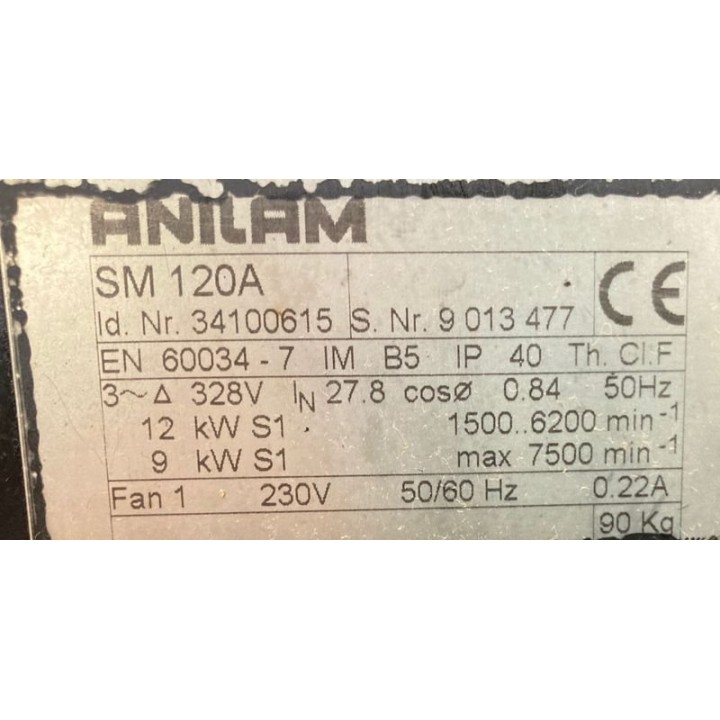 ANILAM
SM 120A
CE
Id. Nr. 34100615 S. Nr. 9 013 477
EN 60034 - 7 IM B5 IP 40 Th. Cl.F
3~ Δ 328V IN 27.8 cosø 0.84 50Hz
12 kW S1 1500..6200 min-1
9 kW S1 max 7500 min-1
Fan 1 230V 50/60 Hz 0.22A
90 Kg